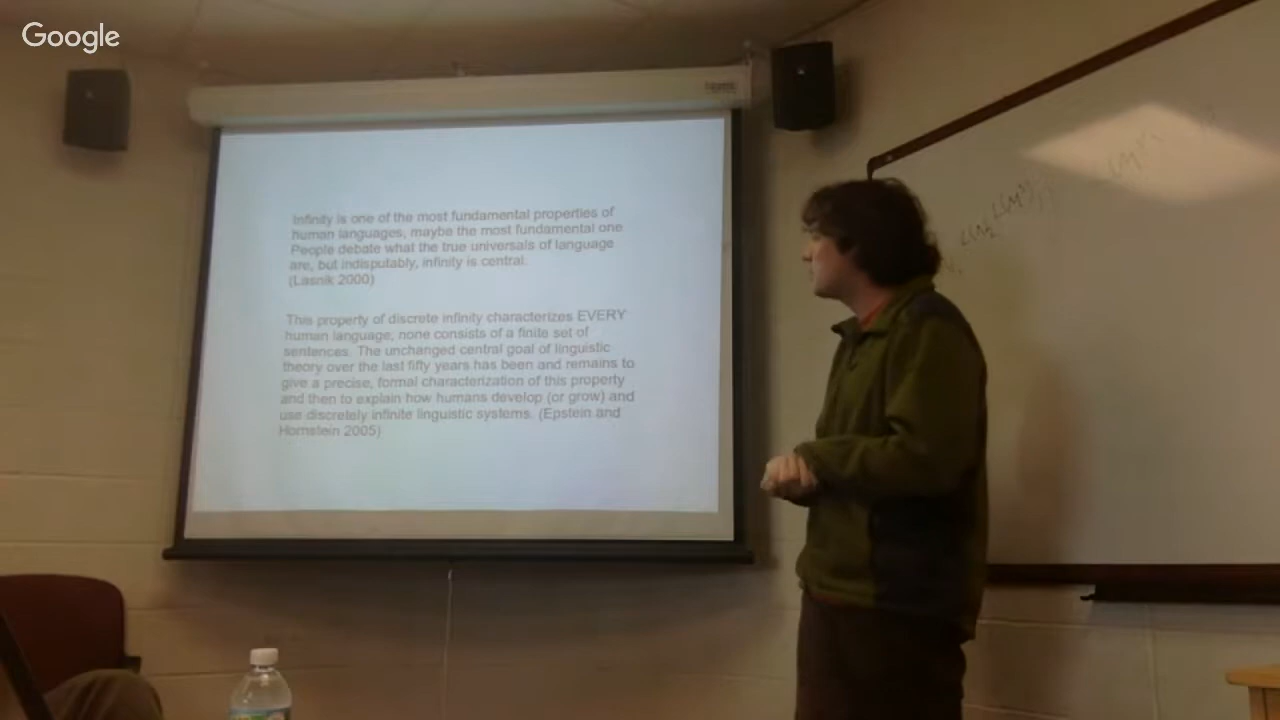 Google
Infinity is one of the most fundamental properties of
human languages, maybe the most fundamental one
People debate what the true universals of language
are, but indisputably, infinity is central.
(Lasnik 2000)
This property of discrete infinity characterizes EVERY
human language; none consists of a finite set of
sentences. The unchanged central goal of linguistic
theory over the last fifty years has been and remains to
give a precise, formal characterization of this property
and then to explain how humans develop (or grow) and
use discretely infinite linguistic systems. (Epstein and
Hornstein 2005)